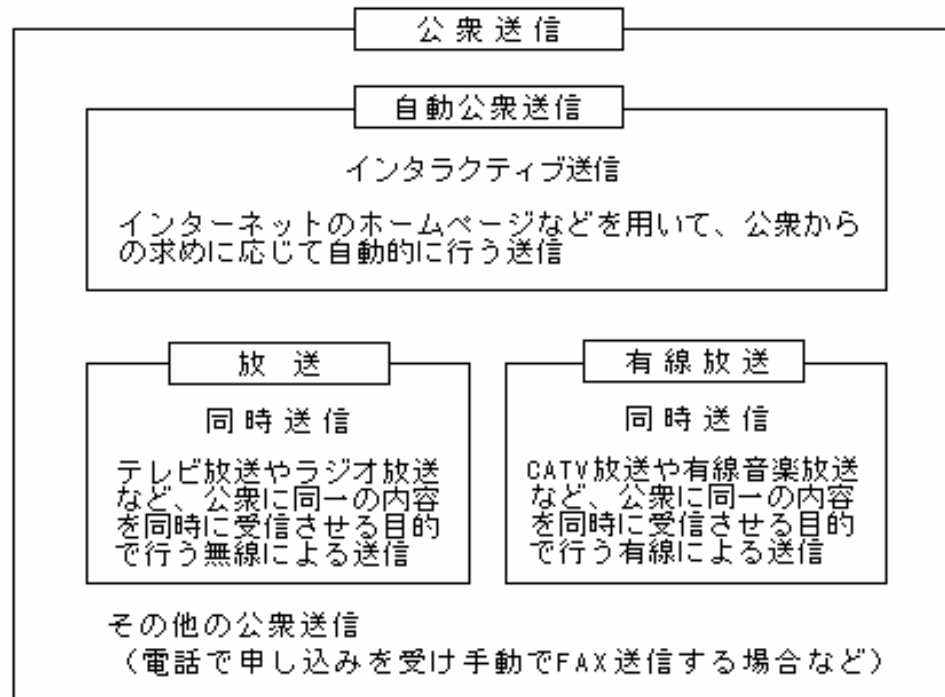 公衆送信
自動公衆送信
インタラクティブ送信
インターネットのホームページなどを用いて、公衆から
の求めに応じて自動的に行う送信
放送
同時送信
テレビ放送やラジオ放送
など、公衆に同一の内容
を同時に受信させる目的
で行う無線による送信
有線放送
同時送信
CATV放送や有線音楽放送
など、公衆に同一の内容
を同時に受信させる目的
で行う有線による送信
その他の公衆送信
（電話で申し込みを受け手動でFAX送信する場合など）